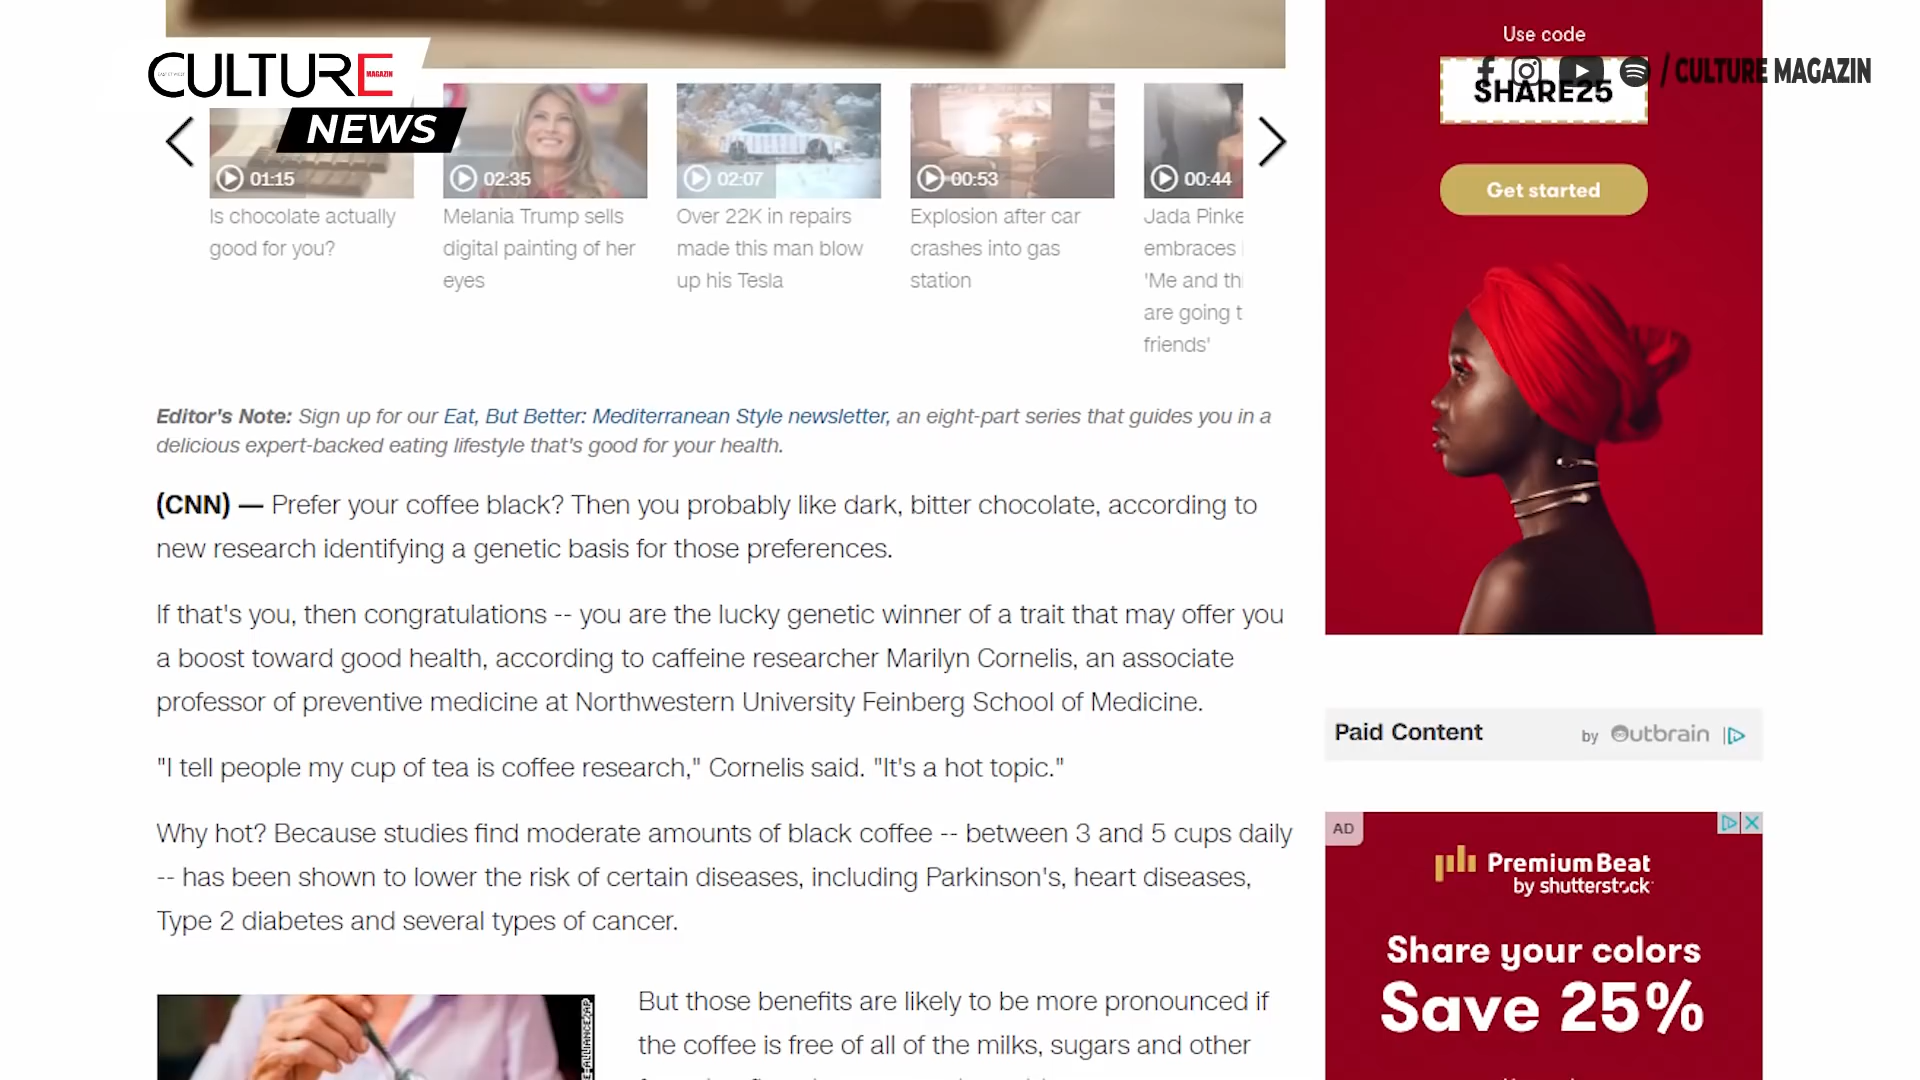 CULTURE
MAGAZIN
NEWS
/ CULTURE MAGAZIN
Use code
SHARE25
Get started
01:15
02:35
02:07
00:53
00:44
Is chocolate actually
good for you?
Melania Trump sells
digital painting of her
eyes
Over 22K in repairs
made this man blow
up his Tesla
Explosion after car
crashes into gas
station
Jada Pinke
embraces
'Me and thi
are going t
friends'
Editor's Note: Sign up for our Eat, But Better: Mediterranean Style newsletter, an eight-part series that guides you in a
delicious expert-backed eating lifestyle that's good for your health.
(CNN) — Prefer your coffee black? Then you probably like dark, bitter chocolate, according to
new research identifying a genetic basis for those preferences.
If that's you, then congratulations -- you are the lucky genetic winner of a trait that may offer you
a boost toward good health, according to caffeine researcher Marilyn Cornelis, an associate
professor of preventive medicine at Northwestern University Feinberg School of Medicine.
"I tell people my cup of tea is coffee research," Cornelis said. "It's a hot topic."
Why hot? Because studies find moderate amounts of black coffee -- between 3 and 5 cups daily
-- has been shown to lower the risk of certain diseases, including Parkinson's, heart diseases,
Type 2 diabetes and several types of cancer.
But those benefits are likely to be more pronounced if
the coffee is free of all of the milks, sugars and other
Paid Content
by Outbrain
AD
PremiumBeat
by shutterstock
Share your colors
Save 25%